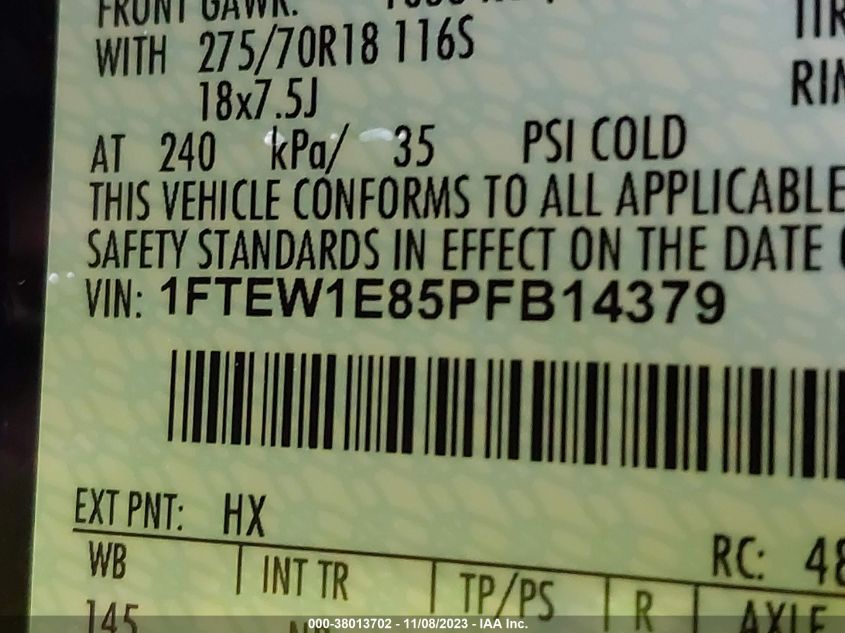 FRONT GAWR:
WITH 275/70R18 116S
18x7.5J RIM
AT 240 kPa/ 35 PSI COLD
THIS VEHICLE CONFORMS TO ALL APPLICABLE
SAFETY STANDARDS IN EFFECT ON THE DATE
VIN: 1FTEW1E85PFB14379
EXT PNT: HX
RC: 48
WB INT TR TP/PS R AXLE
145
000-38013702 - 11/08/2023 - IAA Inc.